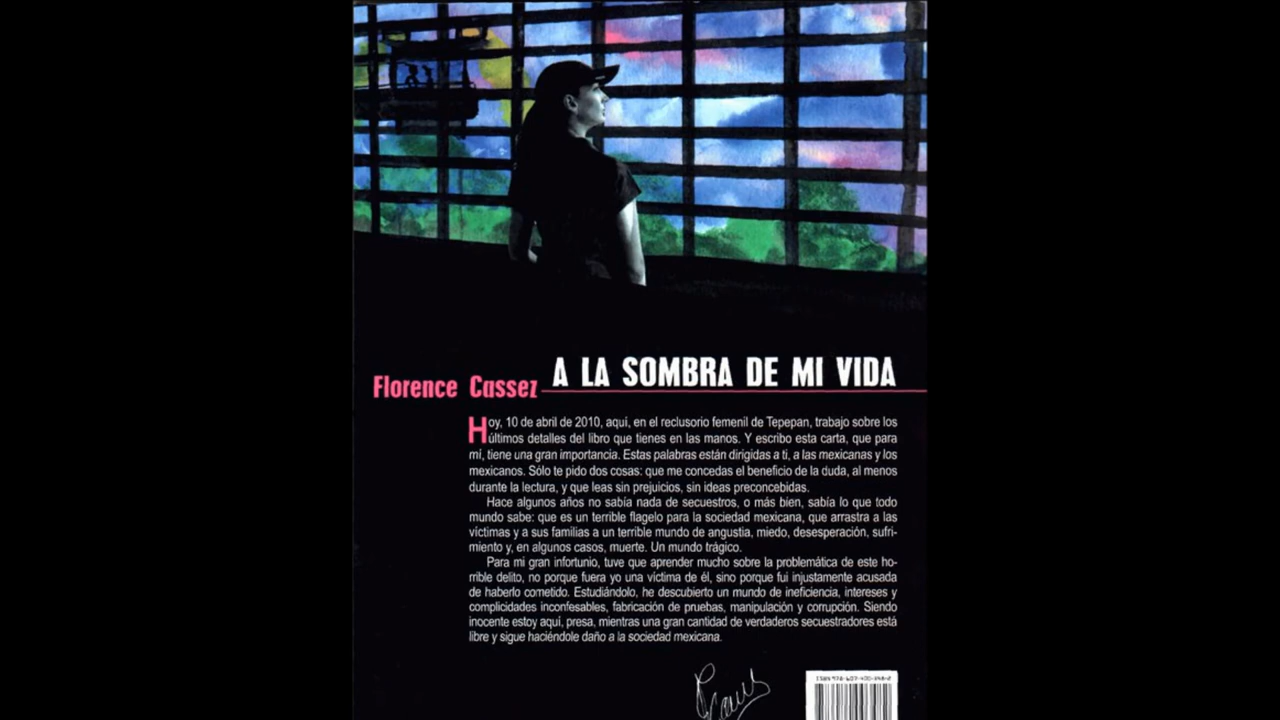 A LA SOMBRA DE MI VIDA
Florence Cassez
Hoy, 10 de abril de 2010, aquí, en el reclusorio femenil de Tepepan, trabajo sobre los
últimos detalles del libro que tienes en las manos. Y escribo esta carta, que para
mí, tiene una gran importancia. Estas palabras están dirigidas a ti, a las mexicanas y los
mexicanos. Sólo te pido dos cosas: que me concedas el beneficio de la duda, al menos
durante la lectura, y que leas sin prejuicios, sin ideas preconcebidas.
Hace algunos años no sabía nada de secuestros, o más bien, sabía lo que todo
mundo sabe: que es un terrible flagelo para la sociedad mexicana, que arrastra a las
víctimas y a sus familias a un terrible mundo de angustia, miedo, desesperación, sufri-
miento y, en algunos casos, muerte. Un mundo trágico.
Para mi gran infortunio, tuve que aprender mucho sobre la problemática de este ho-
rrible delito, no porque fuera yo una víctima de él, sino porque fui injustamente acusada
de haberlo cometido. Estudiándolo, he descubierto un mundo de ineficiencia, intereses y
complicidades inconfesables, fabricación de pruebas, manipulación y corrupción. Siendo
inocente estoy aquí, presa, mientras una gran cantidad de verdaderos secuestradores está
libre y sigue haciéndole daño a la sociedad mexicana.